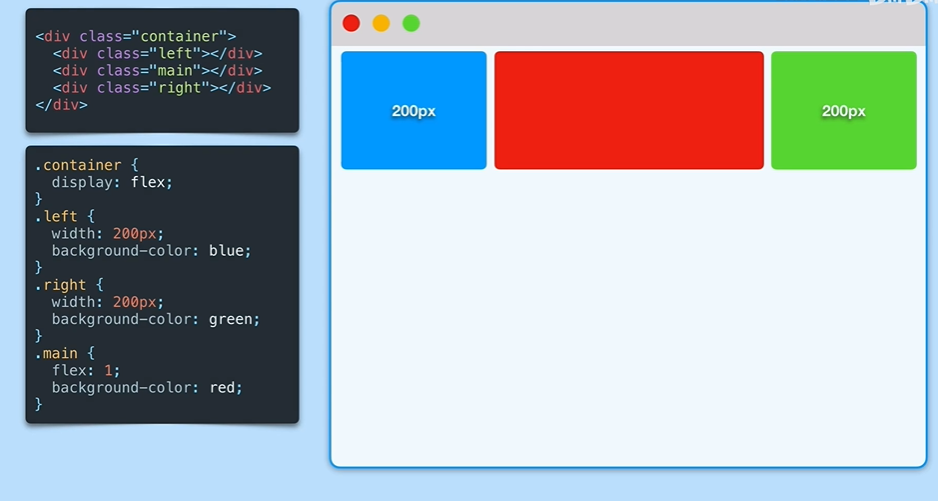 <div class="container">
  <div class="left"></div>
  <div class="main"></div>
  <div class="right"></div>
</div>
.container {
  display: flex;
}
.left {
  width: 200px;
  background-color: blue;
}
.right {
  width: 200px;
  background-color: green;
}
.main {
  flex: 1;
  background-color: red;
}
200px
200px